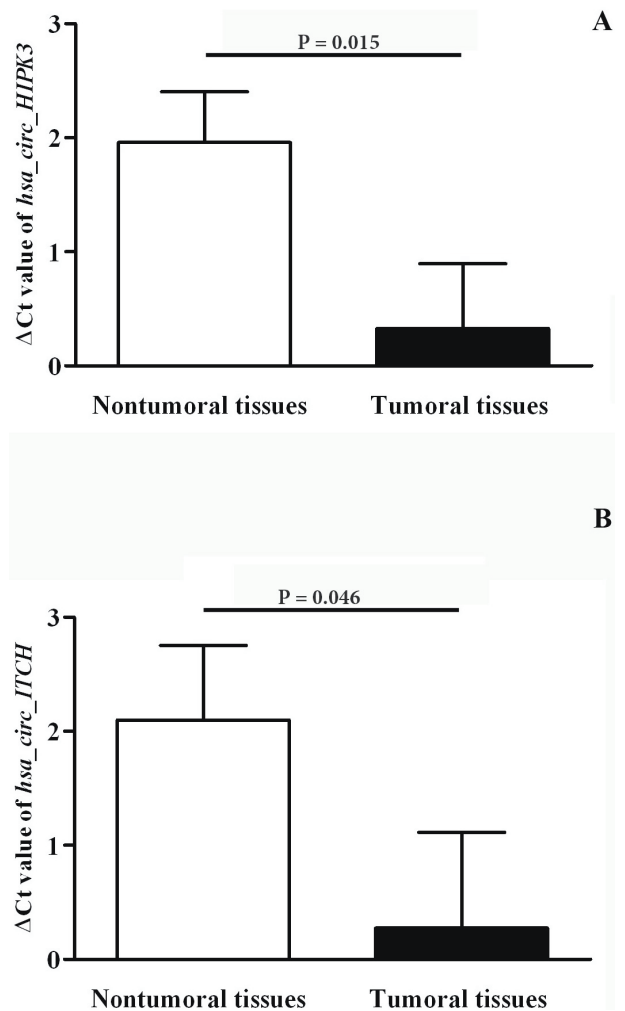 A
P = 0.015
ΔCt value of hsa_circ_HIPK3
3
2
1
0
Nontumoral tissues
Tumoral tissues
B
P = 0.046
ΔCt value of hsa_circ_ITCH
3
2
1
0
Nontumoral tissues
Tumoral tissues